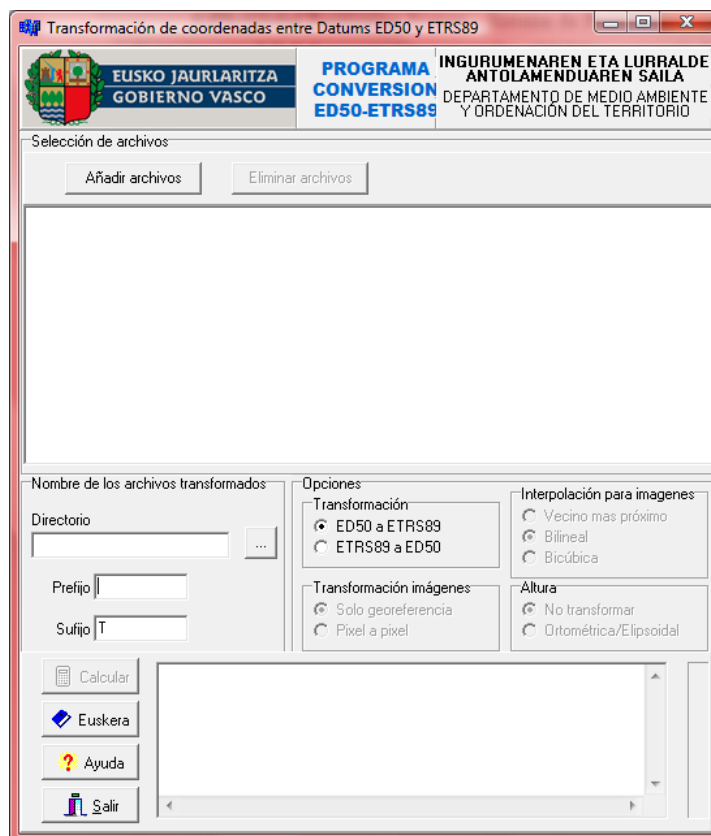 Transformación de coordenadas entre Datums ED50 y ETRS89
EUSKO JAURLARITZA
GOBIERNO VASCO
PROGRAMA
CONVERSION
ED50-ETRS89
INGURUMENAREN ETA LURRALDE
ANTOLAMENDUAREN SAILA
DEPARTAMENTO DE MEDIO AMBIENTE
Y ORDENACIÓN DEL TERRITORIO
Selección de archivos
Añadir archivos
Eliminar archivos
Nombre de los archivos transformados
Directorio
...
Prefijo
Sufijo T
Opciones
Transformación
ED50 a ETRS89
ETRS89 a ED50
Transformación imágenes
Solo georeferencia
Pixel a pixel
Interpolación para imagenes
Vecino mas próximo
Bilineal
Bicúbica
Altura
No transformar
Ortométrica/Elipsoidal
Calcular
Euskera
Ayuda
Salir